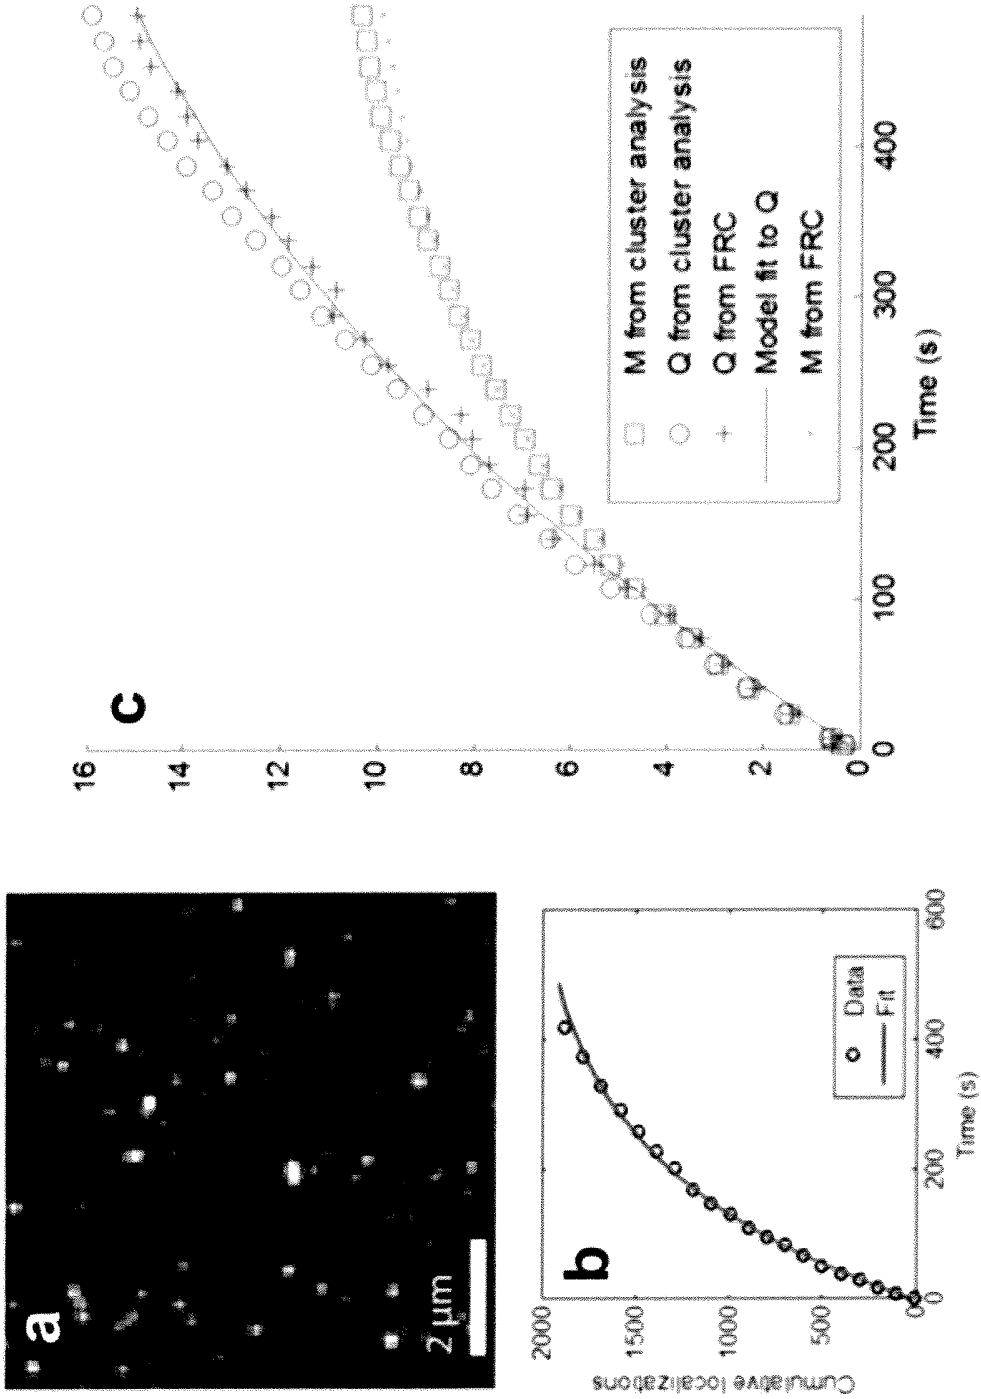 a
2 µm
b
2000
1500
1000
500
0
Cumulative localizations
0
200
400
600
Time (s)
Data
Fit
c
16
14
12
10
8
6
4
2
0
0
100
200
300
400
Time (s)
M from cluster analysis
Q from cluster analysis
Q from FRC
Model fit to Q
M from FRC